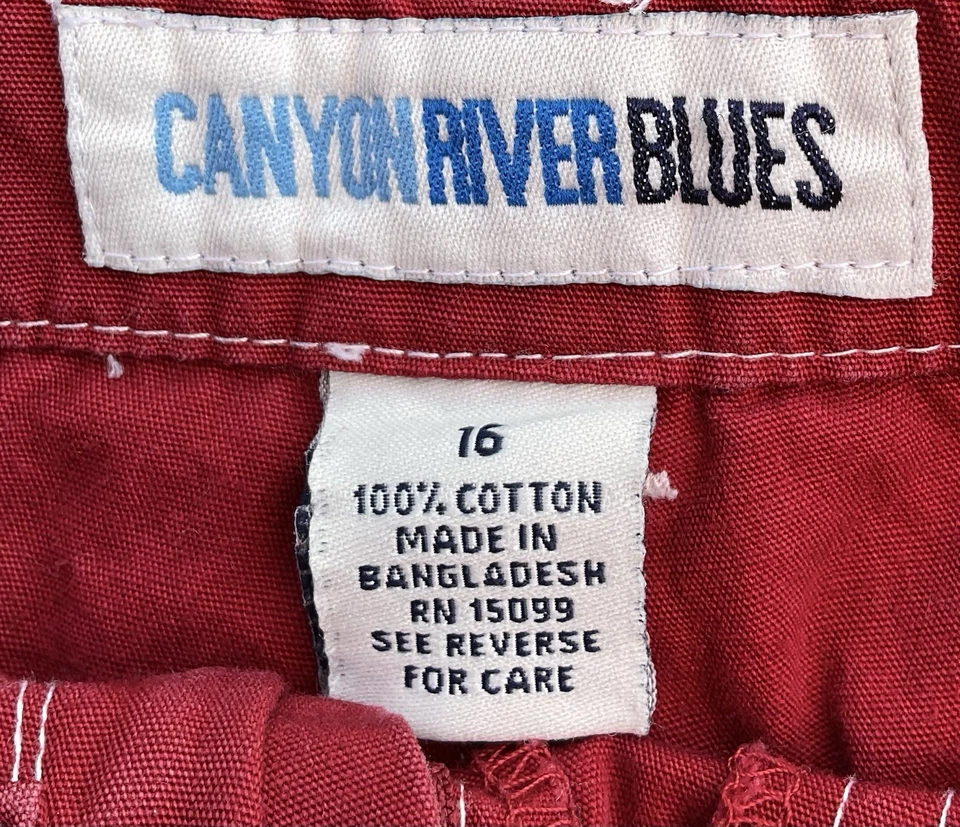 CANYONRIVERBLUES
16
100% COTTON
MADE IN
BANGLADESH
RN 15099
SEE REVERSE
FOR CARE